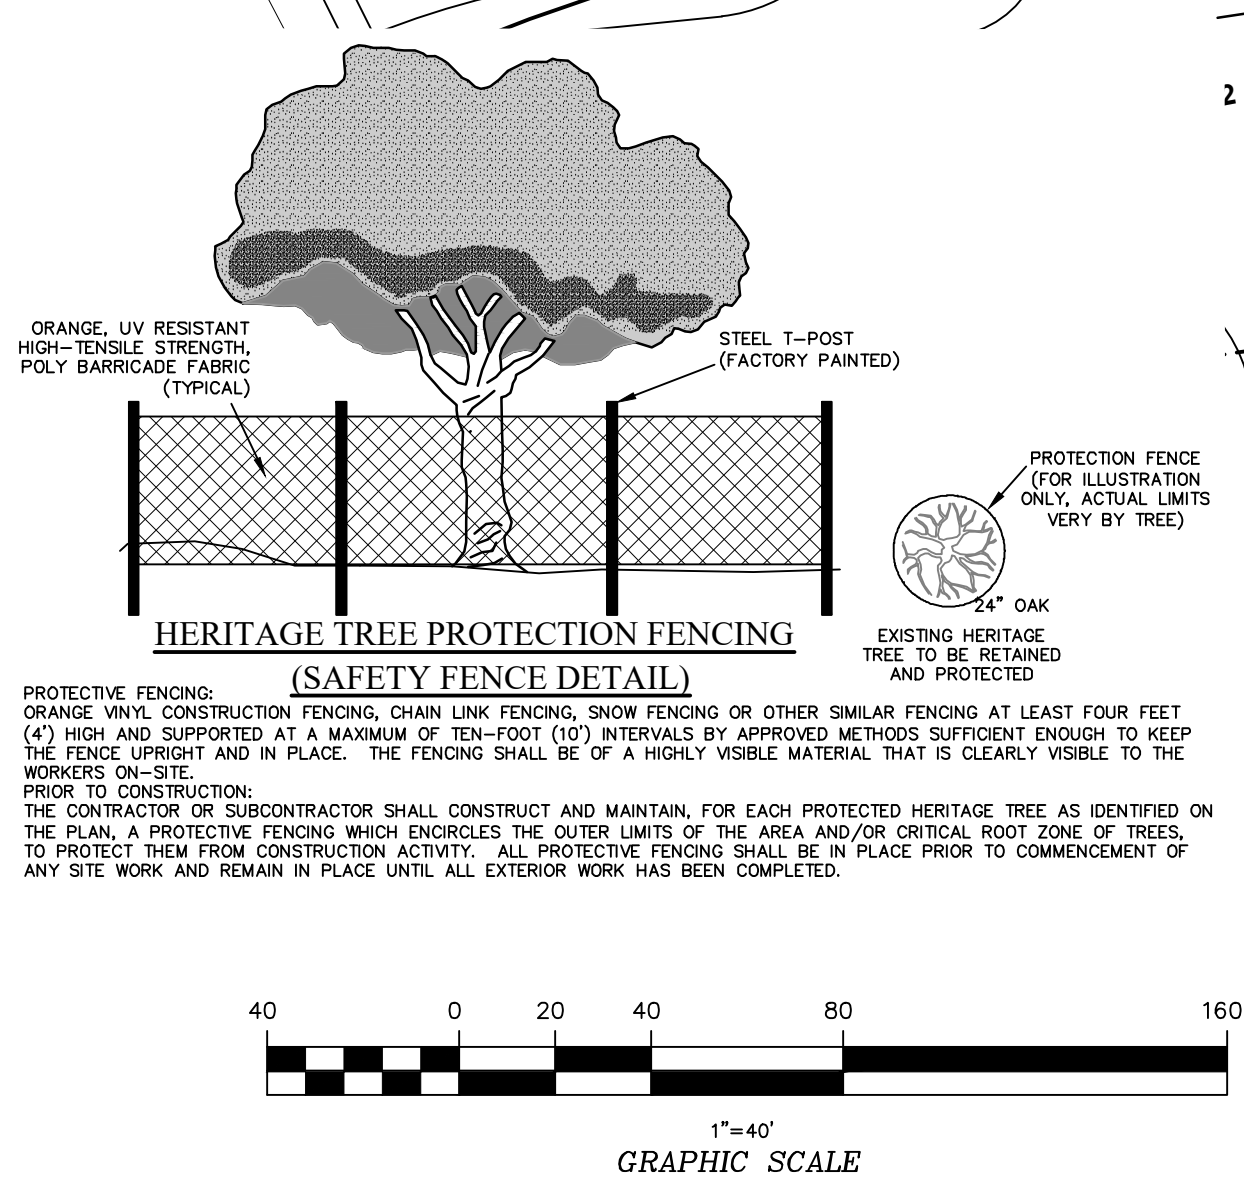 2
ORANGE, UV RESISTANT
HIGH-TENSILE STRENGTH,
POLY BARRICADE FABRIC
(TYPICAL)
STEEL T-POST
(FACTORY PAINTED)
PROTECTION FENCE
(FOR ILLUSTRATION
ONLY, ACTUAL LIMITS
VERY BY TREE)
24" OAK
EXISTING HERITAGE
TREE TO BE RETAINED
AND PROTECTED
HERITAGE TREE PROTECTION FENCING
(SAFETY FENCE DETAIL)
PROTECTIVE FENCING:
ORANGE VINYL CONSTRUCTION FENCING, CHAIN LINK FENCING, SNOW FENCING OR OTHER SIMILAR FENCING AT LEAST FOUR FEET
(4') HIGH AND SUPPORTED AT A MAXIMUM OF TEN-FOOT (10') INTERVALS BY APPROVED METHODS SUFFICIENT ENOUGH TO KEEP
THE FENCE UPRIGHT AND IN PLACE. THE FENCING SHALL BE OF A HIGHLY VISIBLE MATERIAL THAT IS CLEARLY VISIBLE TO THE
WORKERS ON-SITE.
PRIOR TO CONSTRUCTION:
THE CONTRACTOR OR SUBCONTRACTOR SHALL CONSTRUCT AND MAINTAIN, FOR EACH PROTECTED HERITAGE TREE AS IDENTIFIED ON
THE PLAN, A PROTECTIVE FENCING WHICH ENCIRCLES THE OUTER LIMITS OF THE AREA AND/OR CRITICAL ROOT ZONE OF TREES,
TO PROTECT THEM FROM CONSTRUCTION ACTIVITY. ALL PROTECTIVE FENCING SHALL BE IN PLACE PRIOR TO COMMENCEMENT OF
ANY SITE WORK AND REMAIN IN PLACE UNTIL ALL EXTERIOR WORK HAS BEEN COMPLETED.
40 0 20 40 80 160
1"=40'
GRAPHIC SCALE